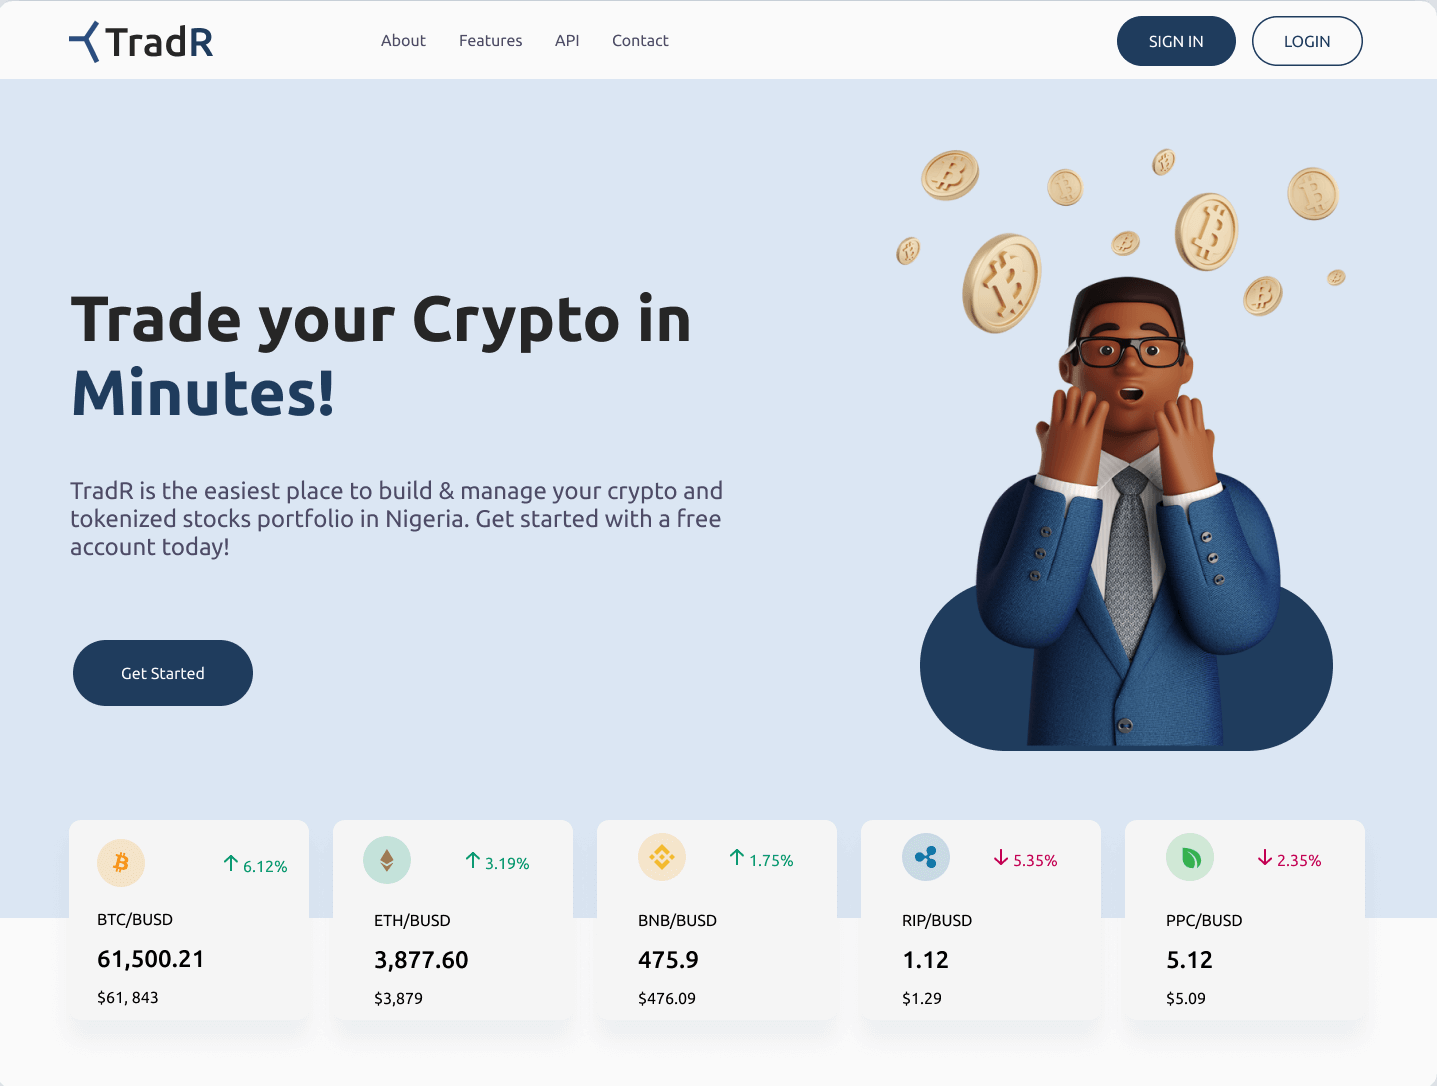 TradR
About Features API Contact
SIGN IN LOGIN
Trade your Crypto in
Minutes!
TradR is the easiest place to build & manage your crypto and
tokenized stocks portfolio in Nigeria. Get started with a free
account today!
Get Started
6.12%
BTC/BUSD
61,500.21
$61, 843
3.19%
ETH/BUSD
3,877.60
$3,879
1.75%
BNB/BUSD
475.9
$476.09
5.35%
RIP/BUSD
1.12
$1.29
2.35%
PPC/BUSD
5.12
$5.09